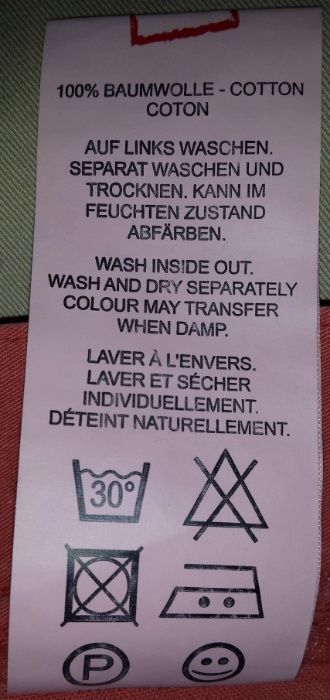 100% BAUMWOLLE - COTTON
COTON
AUF LINKS WASCHEN.
SEPARAT WASCHEN UND
TROCKNEN. KANN IM
FEUCHTEN ZUSTAND
ABFÄRBEN.
WASH INSIDE OUT.
WASH AND DRY SEPARATELY
COLOUR MAY TRANSFER
WHEN DAMP.
LAVER À L'ENVERS.
LAVER ET SÉCHER
INDIVIDUELLEMENT.
DÉTEINT NATURELLEMENT.
30°
P